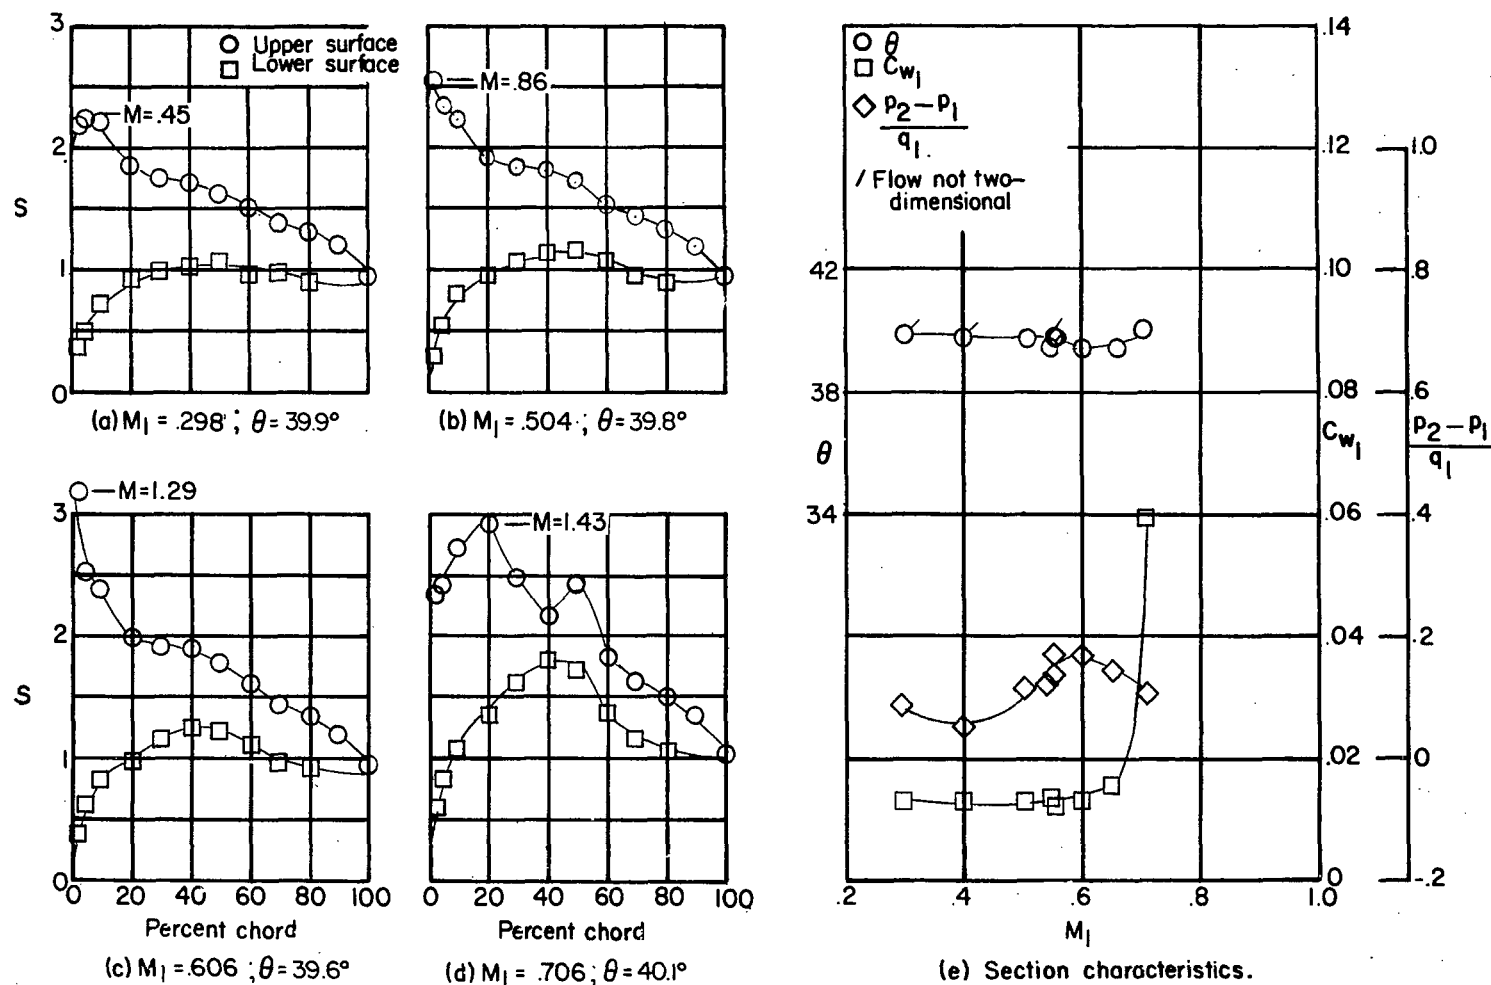 3
2
1
0
S
○ Upper surface
□ Lower surface
M=.45
(a) M₁ = .298 ; θ = 39.9°
M=.86
(b) M₁ = .504 ; θ = 39.8°
3
2
1
0
S
M=1.29
0 20 40 60 80 100
Percent chord
(c) M₁ = .606 ; θ = 39.6°
M=1.43
0 20 40 60 80 100
Percent chord
(d) M₁ = .706 ; θ = 40.1°
○ θ
□ Cw₁
◇ p₂−p₁
q₁
/ Flow not two-
dimensional
42
38
θ
34
.14
.12
.10
.08
Cw₁
.06
.04
.02
0
1.0
.8
.6
p₂−p₁
q₁
.4
.2
0
-.2
.2 .4 .6 .8 1.0
M₁
(e) Section characteristics.